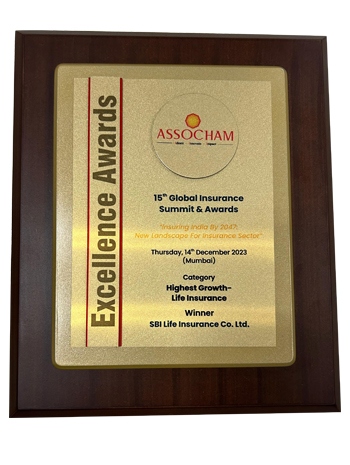 Excellence Awards
ASSOCHAM
15th Global Insurance
Summit & Awards
"Insuring India By 2047:
New Landscape For Insurance Sector"
Thursday, 14th December 2023
(Mumbai)
Category
Highest Growth-
Life Insurance
Winner
SBI Life Insurance Co. Ltd.